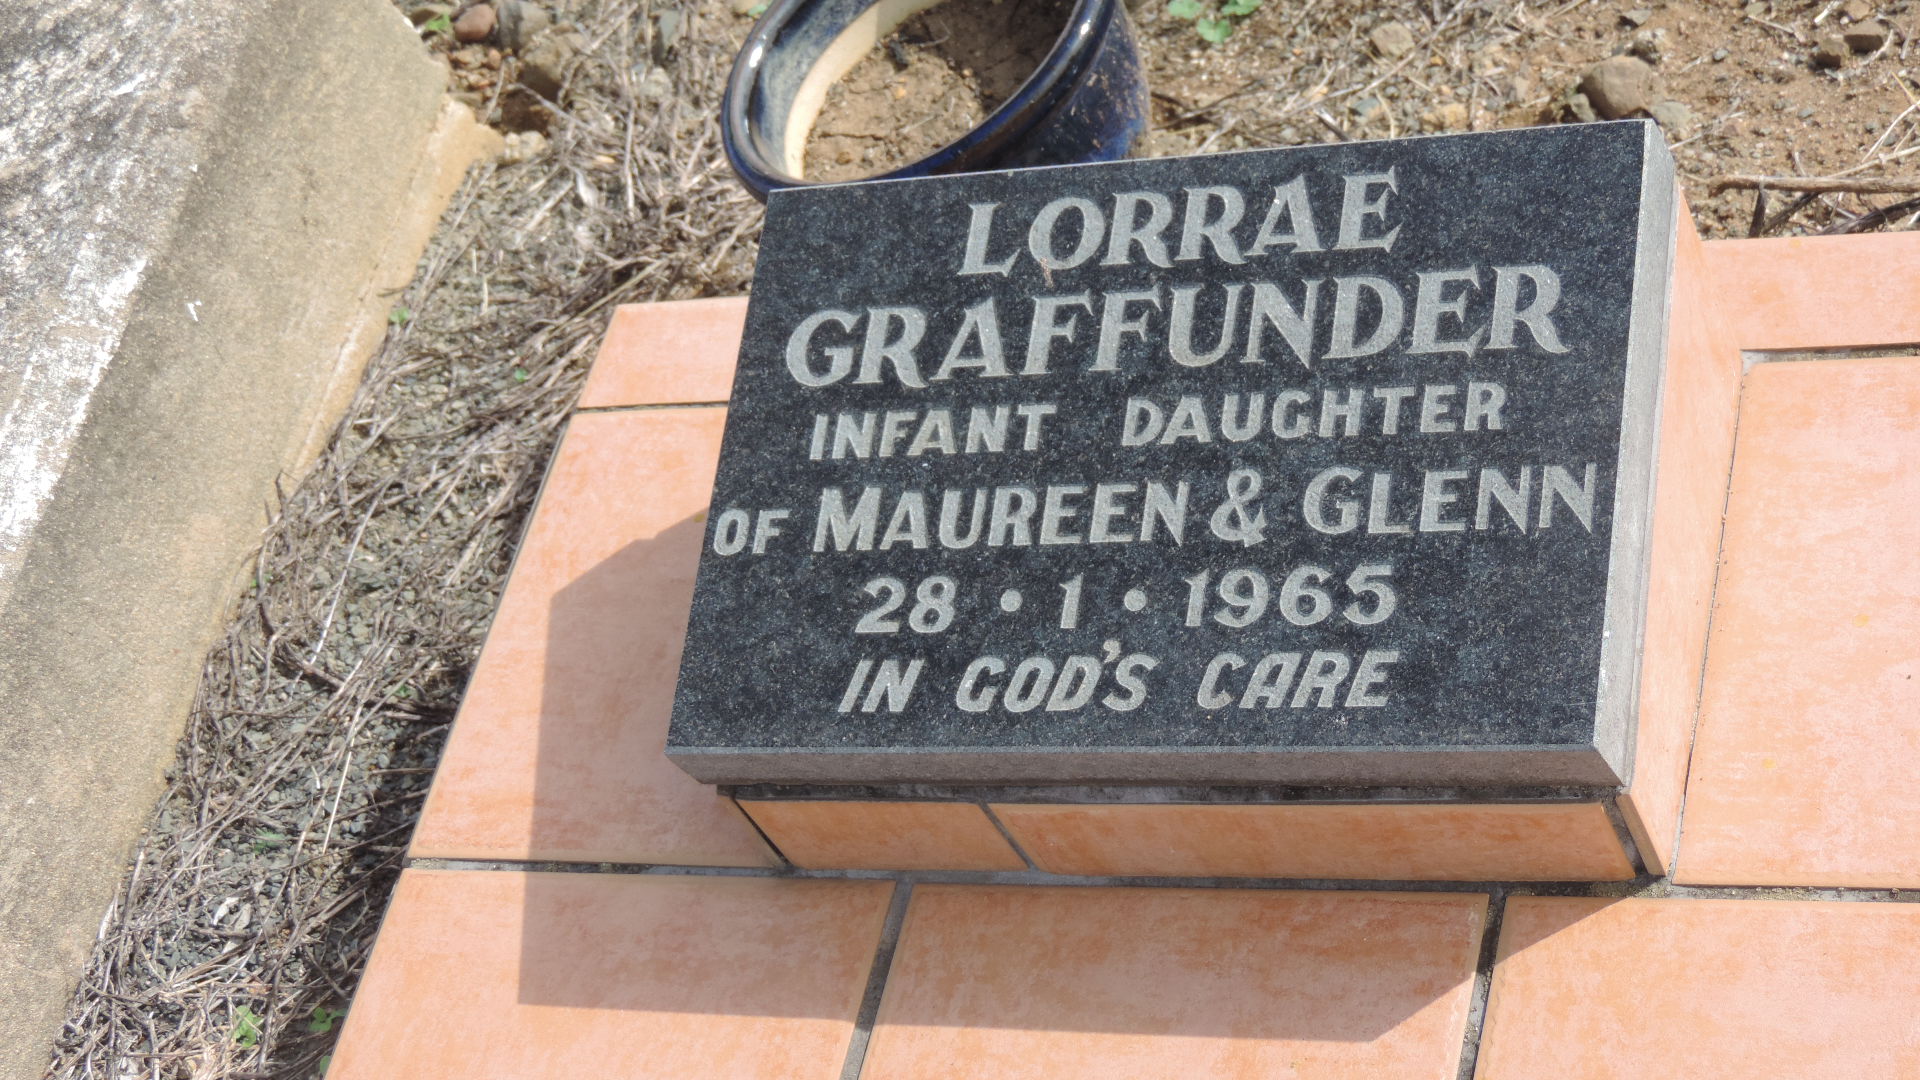 LORRAE
GRAFFUNDER
INFANT DAUGHTER
OF MAUREEN & GLENN
28 • 1 • 1965
IN GOD'S CARE